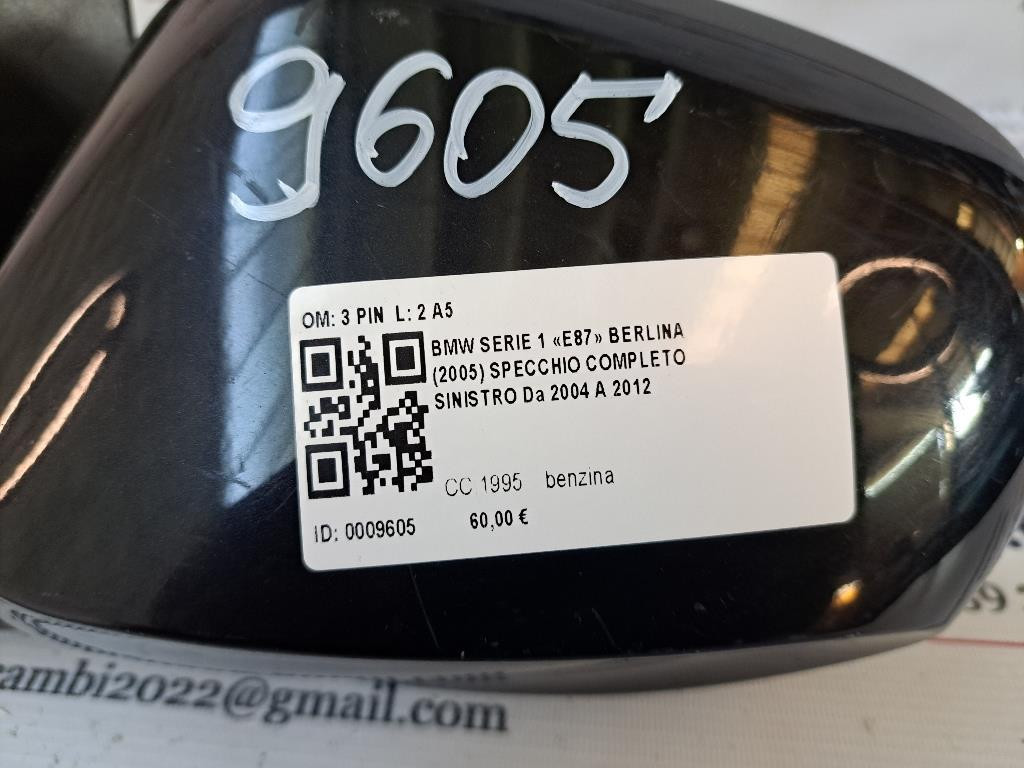 9605
OM: 3 PIN L: 2 A5
BMW SERIE 1 «E87» BERLINA
(2005) SPECCHIO COMPLETO
SINISTRO Da 2004 A 2012
CC 1995 benzina
ID: 0009605 60,00 €
ambi2022@gmail.com